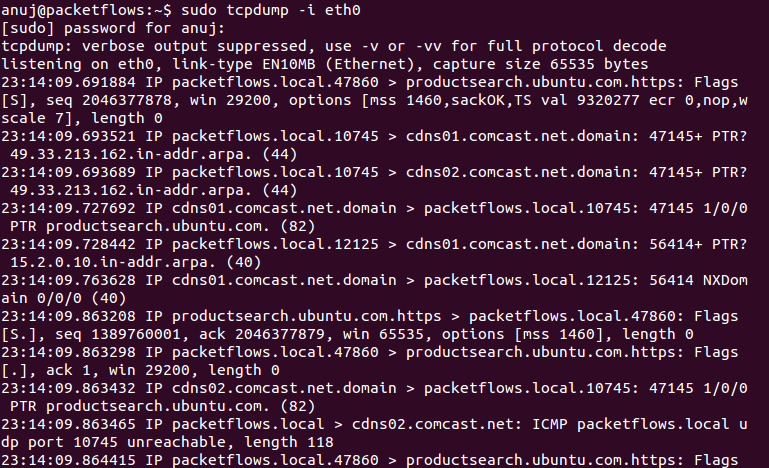 anuj@packetflows:~$ sudo tcpdump -i eth0
[sudo] password for anuj:
tcpdump: verbose output suppressed, use -v or -vv for full protocol decode
listening on eth0, link-type EN10MB (Ethernet), capture size 65535 bytes
23:14:09.691884 IP packetflows.local.47860 > productsearch.ubuntu.com.https: Flags
[S], seq 2046377878, win 29200, options [mss 1460,sackOK,TS val 9320277 ecr 0,nop,w
scale 7], length 0
23:14:09.693521 IP packetflows.local.10745 > cdns01.comcast.net.domain: 47145+ PTR?
49.33.213.162.in-addr.arpa. (44)
23:14:09.693689 IP packetflows.local.10745 > cdns02.comcast.net.domain: 47145+ PTR?
49.33.213.162.in-addr.arpa. (44)
23:14:09.727692 IP cdns01.comcast.net.domain > packetflows.local.10745: 47145 1/0/0
PTR productsearch.ubuntu.com. (82)
23:14:09.728442 IP packetflows.local.12125 > cdns01.comcast.net.domain: 56414+ PTR?
15.2.0.10.in-addr.arpa. (40)
23:14:09.763628 IP cdns01.comcast.net.domain > packetflows.local.12125: 56414 NXDom
ain 0/0/0 (40)
23:14:09.863208 IP productsearch.ubuntu.com.https > packetflows.local.47860: Flags
[S.], seq 1389760001, ack 2046377879, win 65535, options [mss 1460], length 0
23:14:09.863298 IP packetflows.local.47860 > productsearch.ubuntu.com.https: Flags
[.], ack 1, win 29200, length 0
23:14:09.863432 IP cdns02.comcast.net.domain > packetflows.local.10745: 47145 1/0/0
PTR productsearch.ubuntu.com. (82)
23:14:09.863465 IP packetflows.local > cdns02.comcast.net: ICMP packetflows.local u
dp port 10745 unreachable, length 118
23:14:09.864415 IP packetflows.local.47860 > productsearch.ubuntu.com.https: Flags